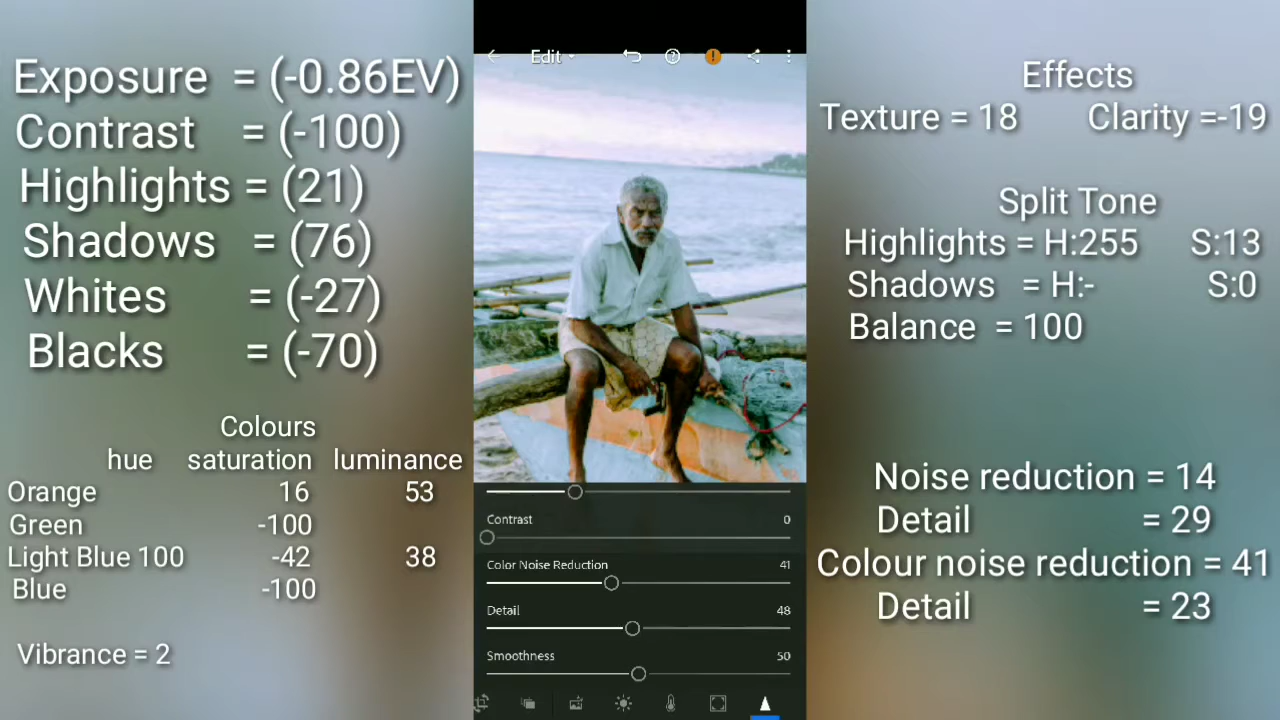 Exposure = (-0.86EV)
Contrast = (-100)
Highlights = (21)
Shadows = (76)
Whites = (-27)
Blacks = (-70)
Colours
hue saturation luminance
Orange 16 53
Green -100
Light Blue 100 -42 38
Blue -100
Vibrance = 2
Edit
Contrast 0
Color Noise Reduction 41
Detail 48
Smoothness 50
Effects
Texture = 18 Clarity =-19
Split Tone
Highlights = H:255 S:13
Shadows = H:- S:0
Balance = 100
Noise reduction = 14
Detail = 29
Colour noise reduction = 41
Detail = 23